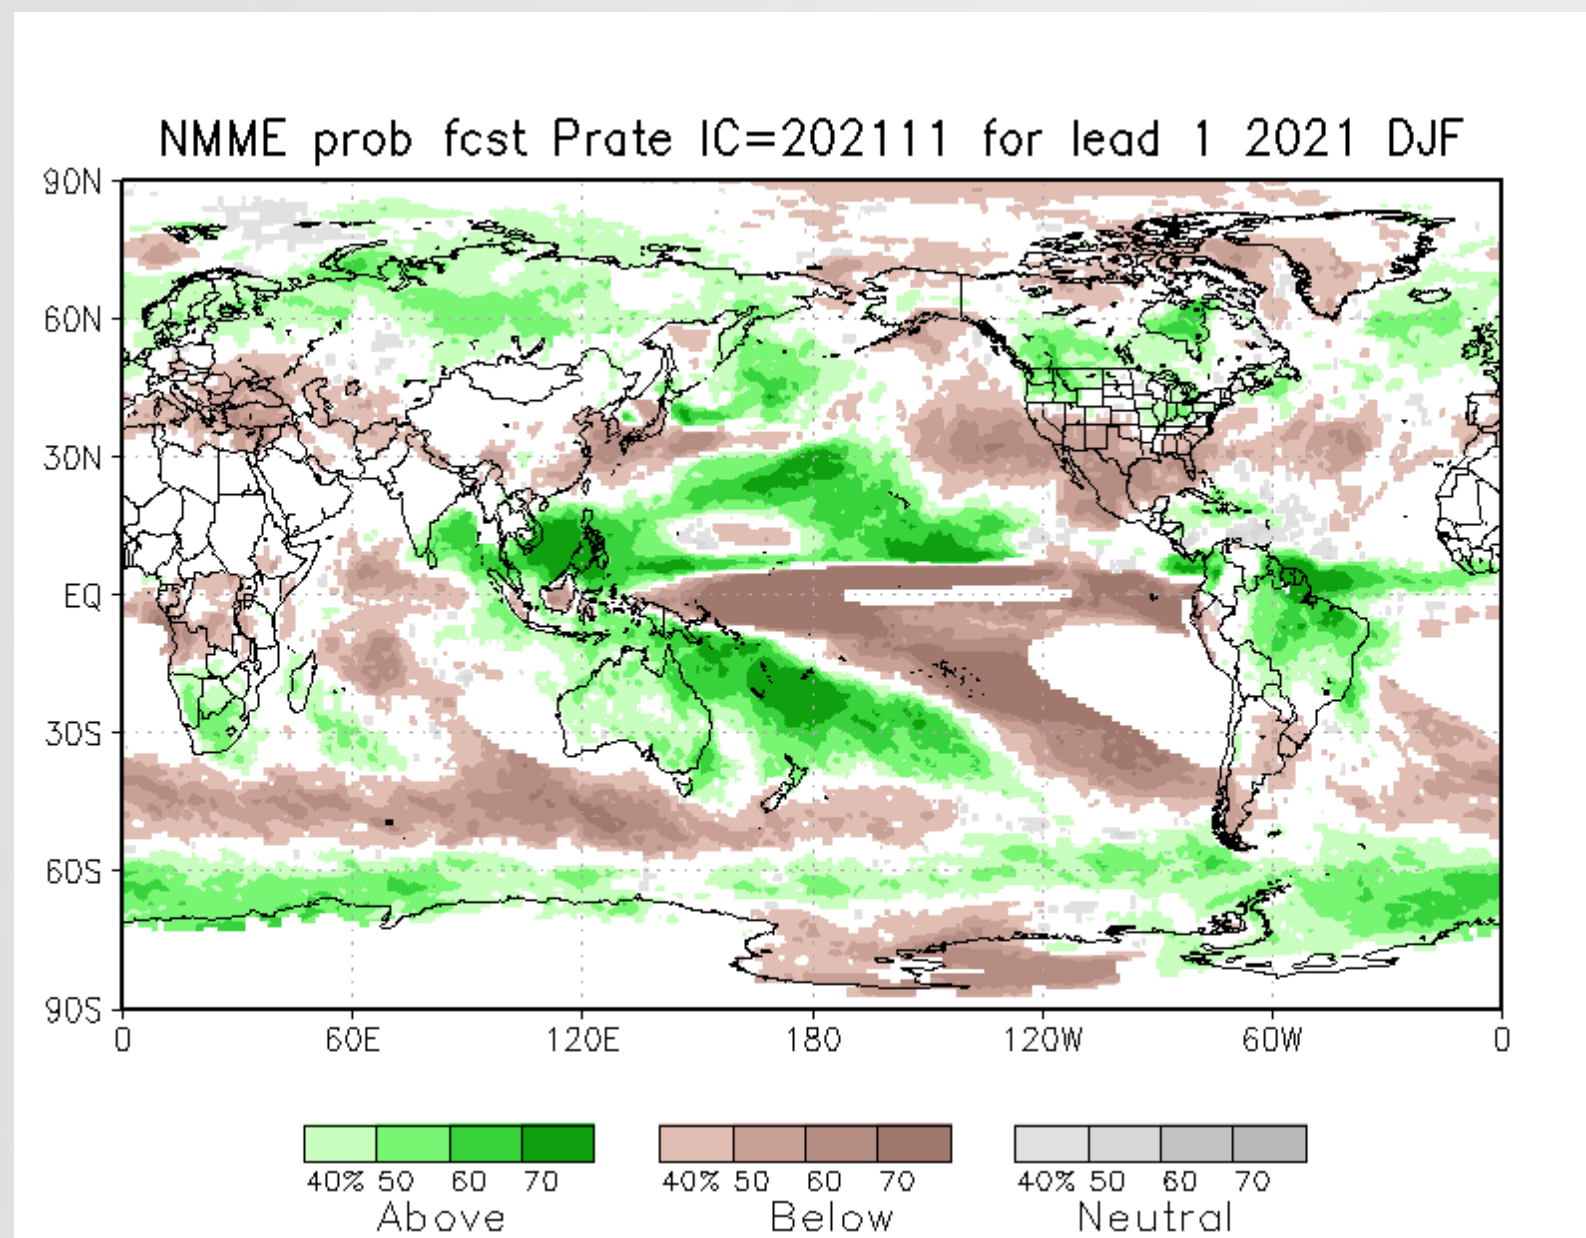 NMME prob fcst Prate IC=202111 for lead 1 2021 DJF
90N
60N
30N
EQ
30S
60S
90S
0 60E 120E 180 120W 60W 0
40% 50 60 70 40% 50 60 70 40% 50 60 70
Above Below Neutral